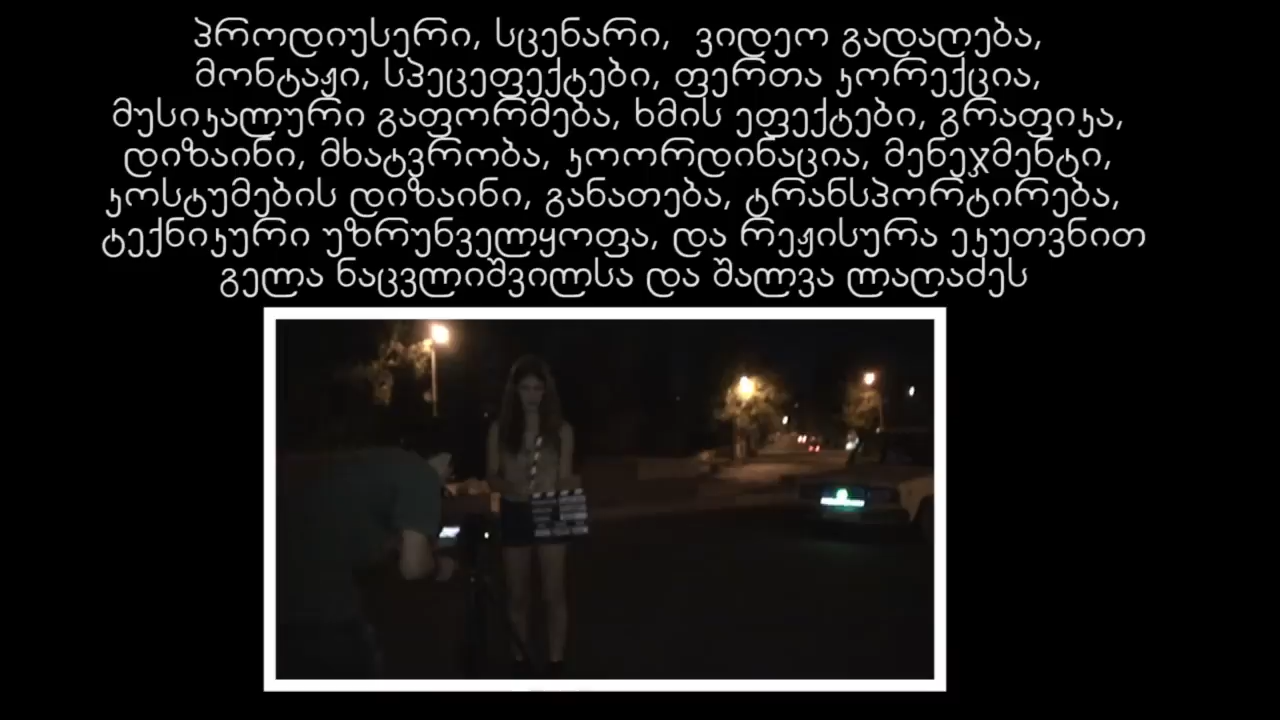 პროდიუსერი, სცენარი,  ვიდეო გადაღება,
მონტაჟი, სპეცეფექტები, ფერთა კორექცია,
მუსიკალური გაფორმება, ხმის ეფექტები, გრაფიკა,
დიზაინი, მხატვრობა, კოორდინაცია, მენეჯმენტი,
კოსტუმების დიზაინი, განათება, ტრანსპორტირება,
ტექნიკური უზრუნველყოფა, და რეჟისურა ეკუთვნით
გელა ნაცვლიშვილსა და შალვა ლაღაძეს